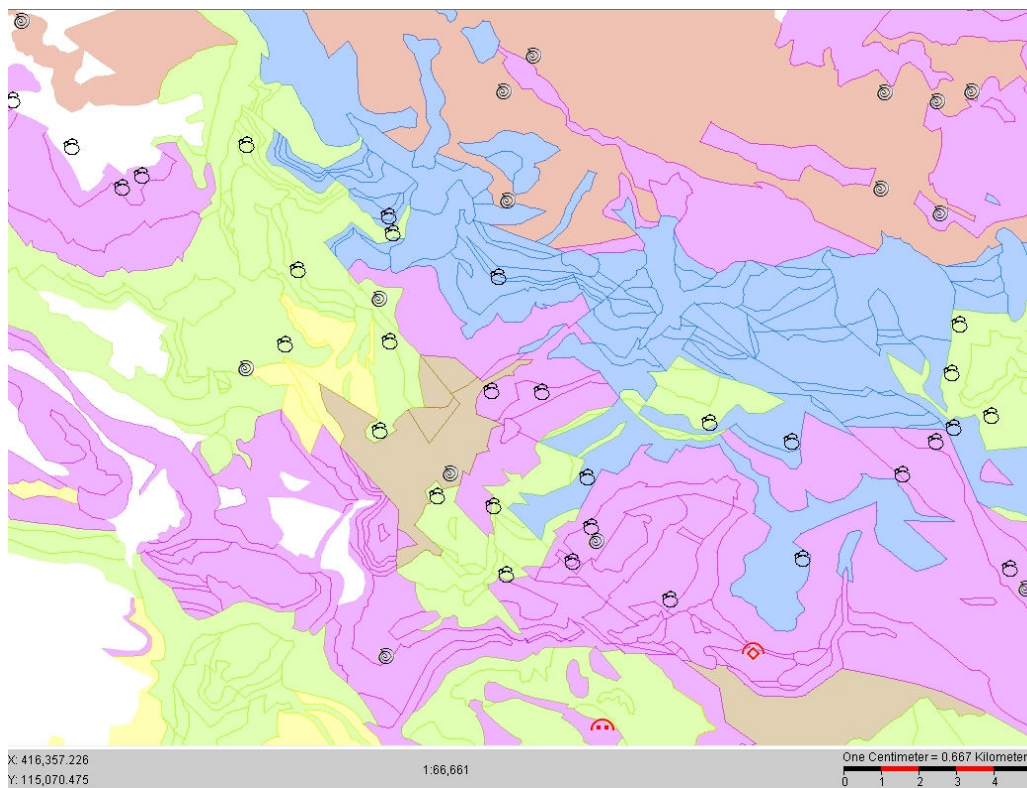 X: 416,357.226
Y: 115,070.475
1:66,661
One Centimeter = 0.667 Kilometer
0 1 2 3 4